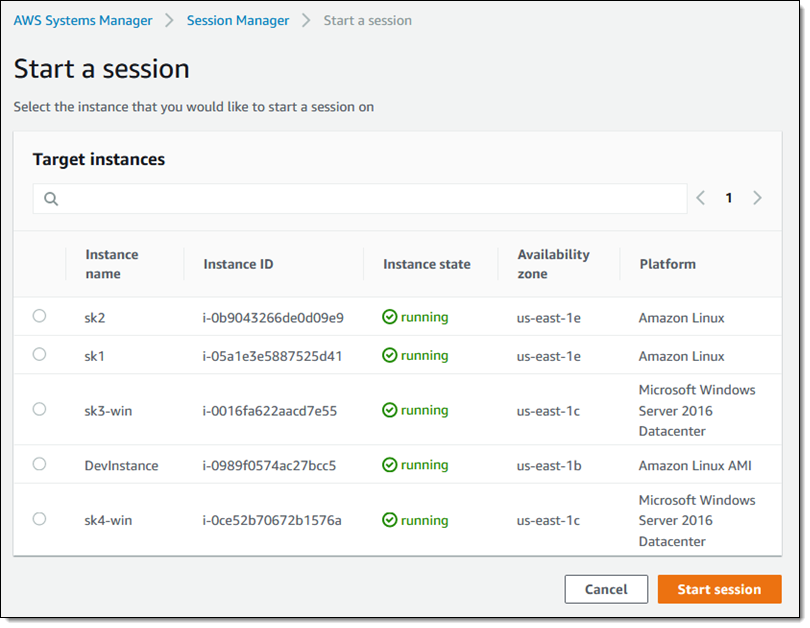 AWS Systems Manager > Session Manager > Start a session
Start a session
Select the instance that you would like to start a session on
Target instances
1
Instance name Instance ID Instance state Availability zone Platform
sk2 i-0b9043266de0d09e9 running us-east-1e Amazon Linux
sk1 i-05a1e3e5887525d41 running us-east-1e Amazon Linux
sk3-win i-0016fa622aacd7e55 running us-east-1c Microsoft Windows Server 2016 Datacenter
DevInstance i-0989f0574ac27bcc5 running us-east-1b Amazon Linux AMI
sk4-win i-0ce52b70672b1576a running us-east-1c Microsoft Windows Server 2016 Datacenter
Cancel Start session